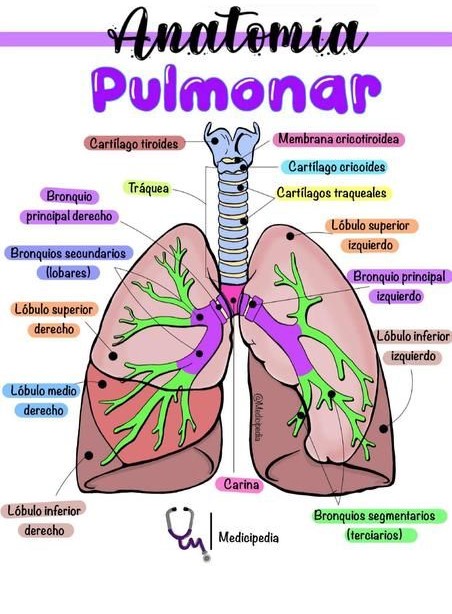 Anatomía
Pulmonar
Cartílago tiroides
Membrana cricotiroidea
Cartílago cricoides
Tráquea
Cartílagos traqueales
Bronquio
principal derecho
Lóbulo superior
izquierdo
Bronquios secundarios
(lobares)
Bronquio principal
izquierdo
Lóbulo superior
derecho
Lóbulo inferior
izquierdo
Lóbulo medio
derecho
@Medicipedia
Carina
Lóbulo inferior
derecho
Bronquios segmentarios
(terciarios)
Medicipedia